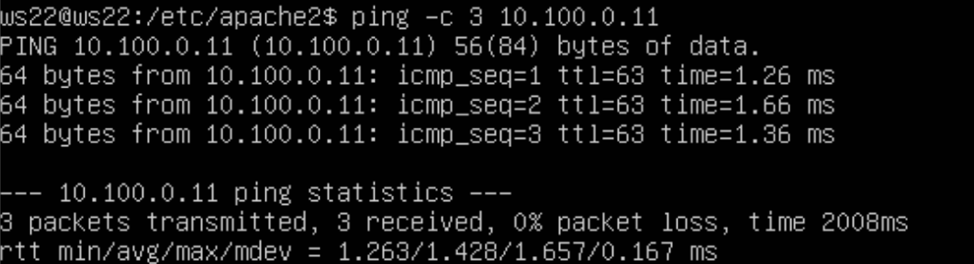 ws22@ws22:/etc/apache2$ ping -c 3 10.100.0.11
PING 10.100.0.11 (10.100.0.11) 56(84) bytes of data.
64 bytes from 10.100.0.11: icmp_seq=1 ttl=63 time=1.26 ms
64 bytes from 10.100.0.11: icmp_seq=2 ttl=63 time=1.66 ms
64 bytes from 10.100.0.11: icmp_seq=3 ttl=63 time=1.36 ms
--- 10.100.0.11 ping statistics ---
3 packets transmitted, 3 received, 0% packet loss, time 2008ms
rtt min/avg/max/mdev = 1.263/1.428/1.657/0.167 ms